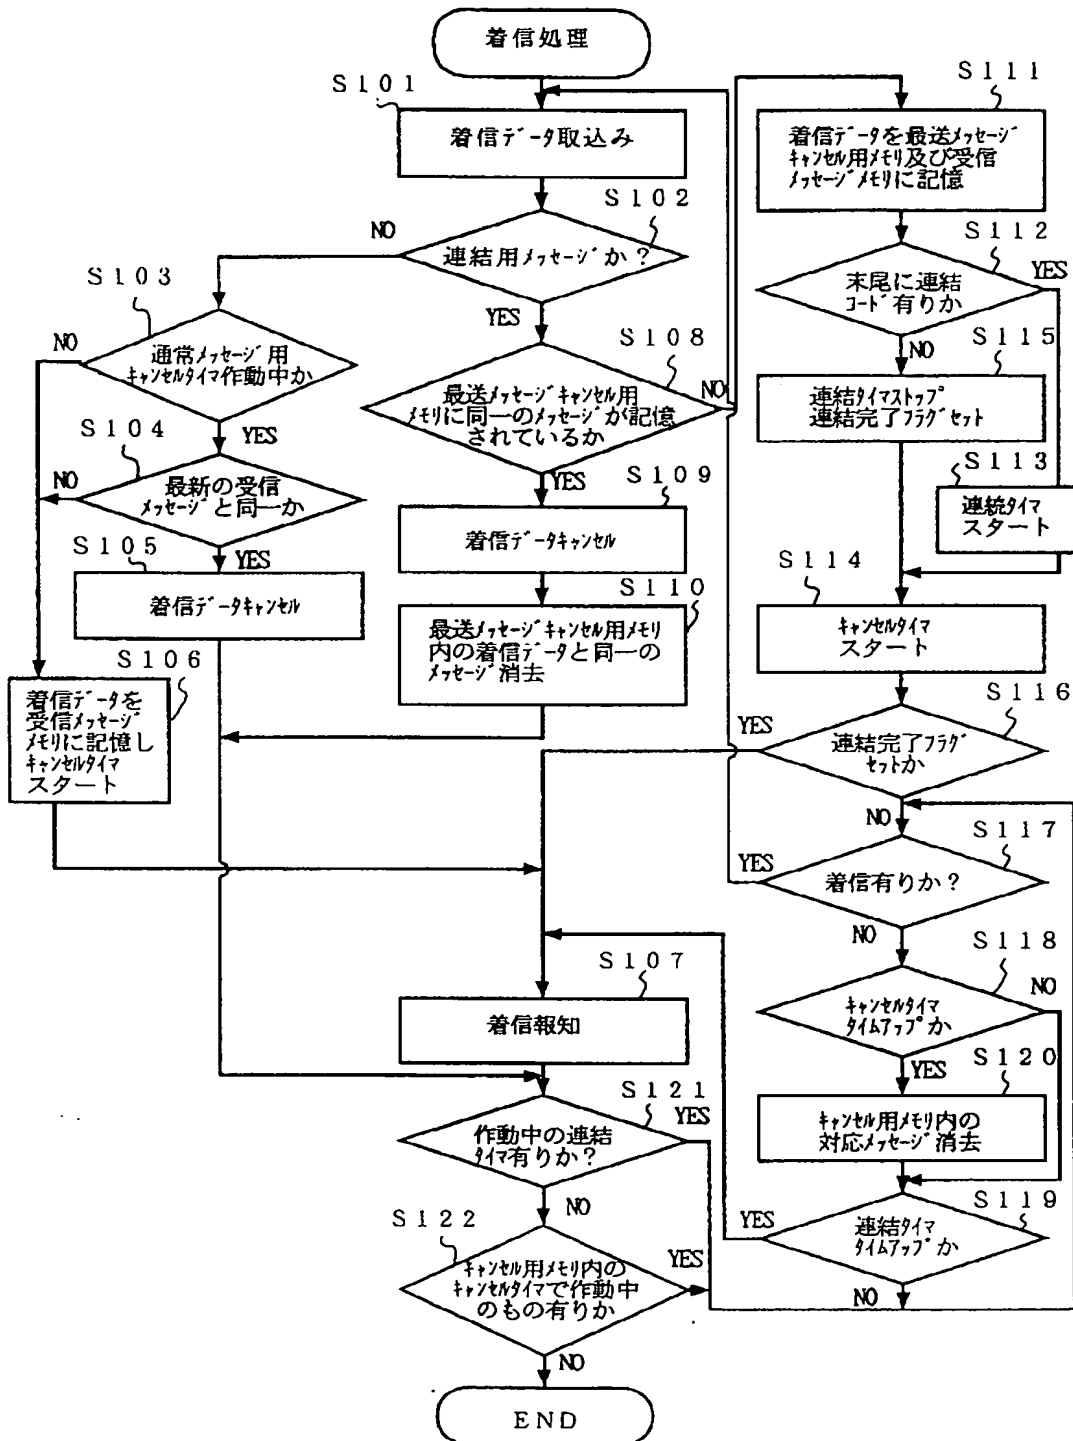 着信処理
S101
着信データ取込み
S102
連結用メッセージか?
NO
YES
S103
通常メッセージ用
キャンセルタイマ作動中か
NO
YES
S104
最新の受信
メッセージと同一か
NO
YES
S105
着信データキャンセル
S106
着信データを
受信メッセージ
メモリに記憶し
キャンセルタイマ
スタート
S108
最送メッセージキャンセル用
メモリに同一のメッセージが記憶
されているか
NO
YES
S109
着信データキャンセル
S110
最送メッセージキャンセル用メモリ
内の着信データと同一の
メッセージ消去
S111
着信データを最送メッセージ
キャンセル用メモリ及び受信
メッセージメモリに記憶
S112
末尾に連結
コード有りか
YES
NO
S115
連結タイマストップ
連結完了フラグセット
S113
連続タイマ
スタート
S114
キャンセルタイマ
スタート
S116
連結完了フラグ
セットか
YES
NO
S117
着信有りか?
YES
NO
S118
キャンセルタイマ
タイムアップか
NO
YES
S120
キャンセル用メモリ内の
対応メッセージ消去
S119
連結タイマ
タイムアップか
YES
NO
S107
着信報知
S121
作動中の連結
タイマ有りか?
YES
NO
S122
キャンセル用メモリ内の
キャンセルタイマで作動中
のもの有りか
YES
NO
END